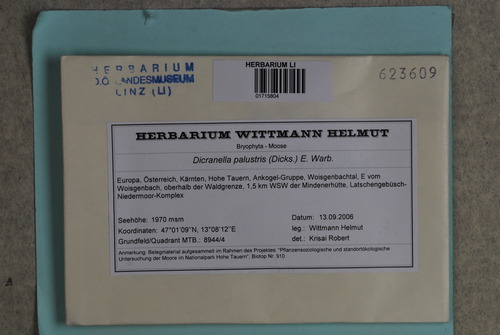 HERBARIUM
O.Ö. LANDESMUSEUM
LINZ (LI)
HERBARIUM LI
01715804
623609
HERBARIUM WITTMANN HELMUT
Bryophyta - Moose
Dicranella palustris (Dicks.) E. Warb.
Europa, Österreich, Kärnten, Hohe Tauern, Ankogel-Gruppe, Woisgenbachtal, E vom
Woisgenbach, oberhalb der Waldgrenze, 1,5 km WSW der Mindenerhütte, Latschengebüsch-
Niedermoor-Komplex
Seehöhe: 1970 msm
Datum: 13.09.2006
Koordinaten: 47°01'09"N, 13°08'12"E
leg.: Wittmann Helmut
Grundfeld/Quadrant MTB.: 8944/4
det.: Krisai Robert
Anmerkung: Belegmaterial aufgesammelt im Rahmen des Projektes: "Pflanzensoziologische und standortökologische
Untersuchung der Moore im Nationalpark Hohe Tauern"; Biotop Nr. 910